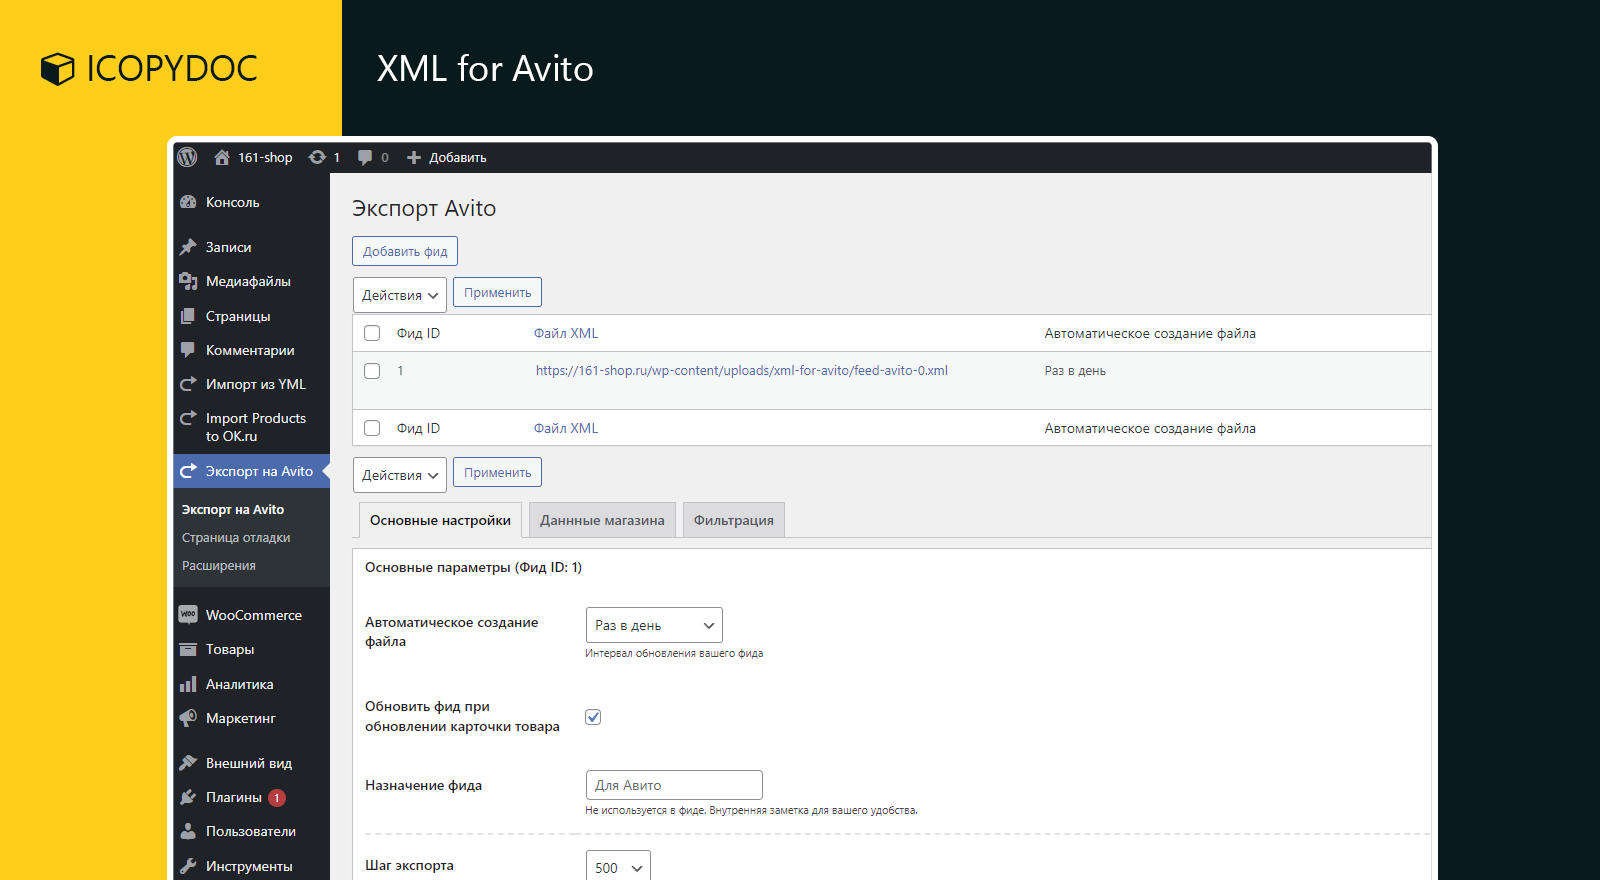 ICOPYDOC
XML for Avito
161-shop 1 0 Добавить
Консоль
Записи
Медиафайлы
Страницы
Комментарии
Импорт из YML
Import Products
to OK.ru
Экспорт на Avito
Экспорт на Avito
Страница отладки
Расширения
WooCommerce
Товары
Аналитика
Маркетинг
Внешний вид
Плагины 1
Пользователи
Инструменты
Экспорт Avito
Добавить фид
Действия Применить
Фид ID Файл XML Автоматическое создание файла
1 https://161-shop.ru/wp-content/uploads/xml-for-avito/feed-avito-0.xml Раз в день
Фид ID Файл XML Автоматическое создание файла
Действия Применить
Основные настройки Даннные магазина Фильтрация
Основные параметры (Фид ID: 1)
Автоматическое создание
файла
Раз в день
Интервал обновления вашего фида
Обновить фид при
обновлении карточки товара
Назначение фида
Для Авито
Не используется в фиде. Внутренняя заметка для вашего удобства.
Шаг экспорта
500